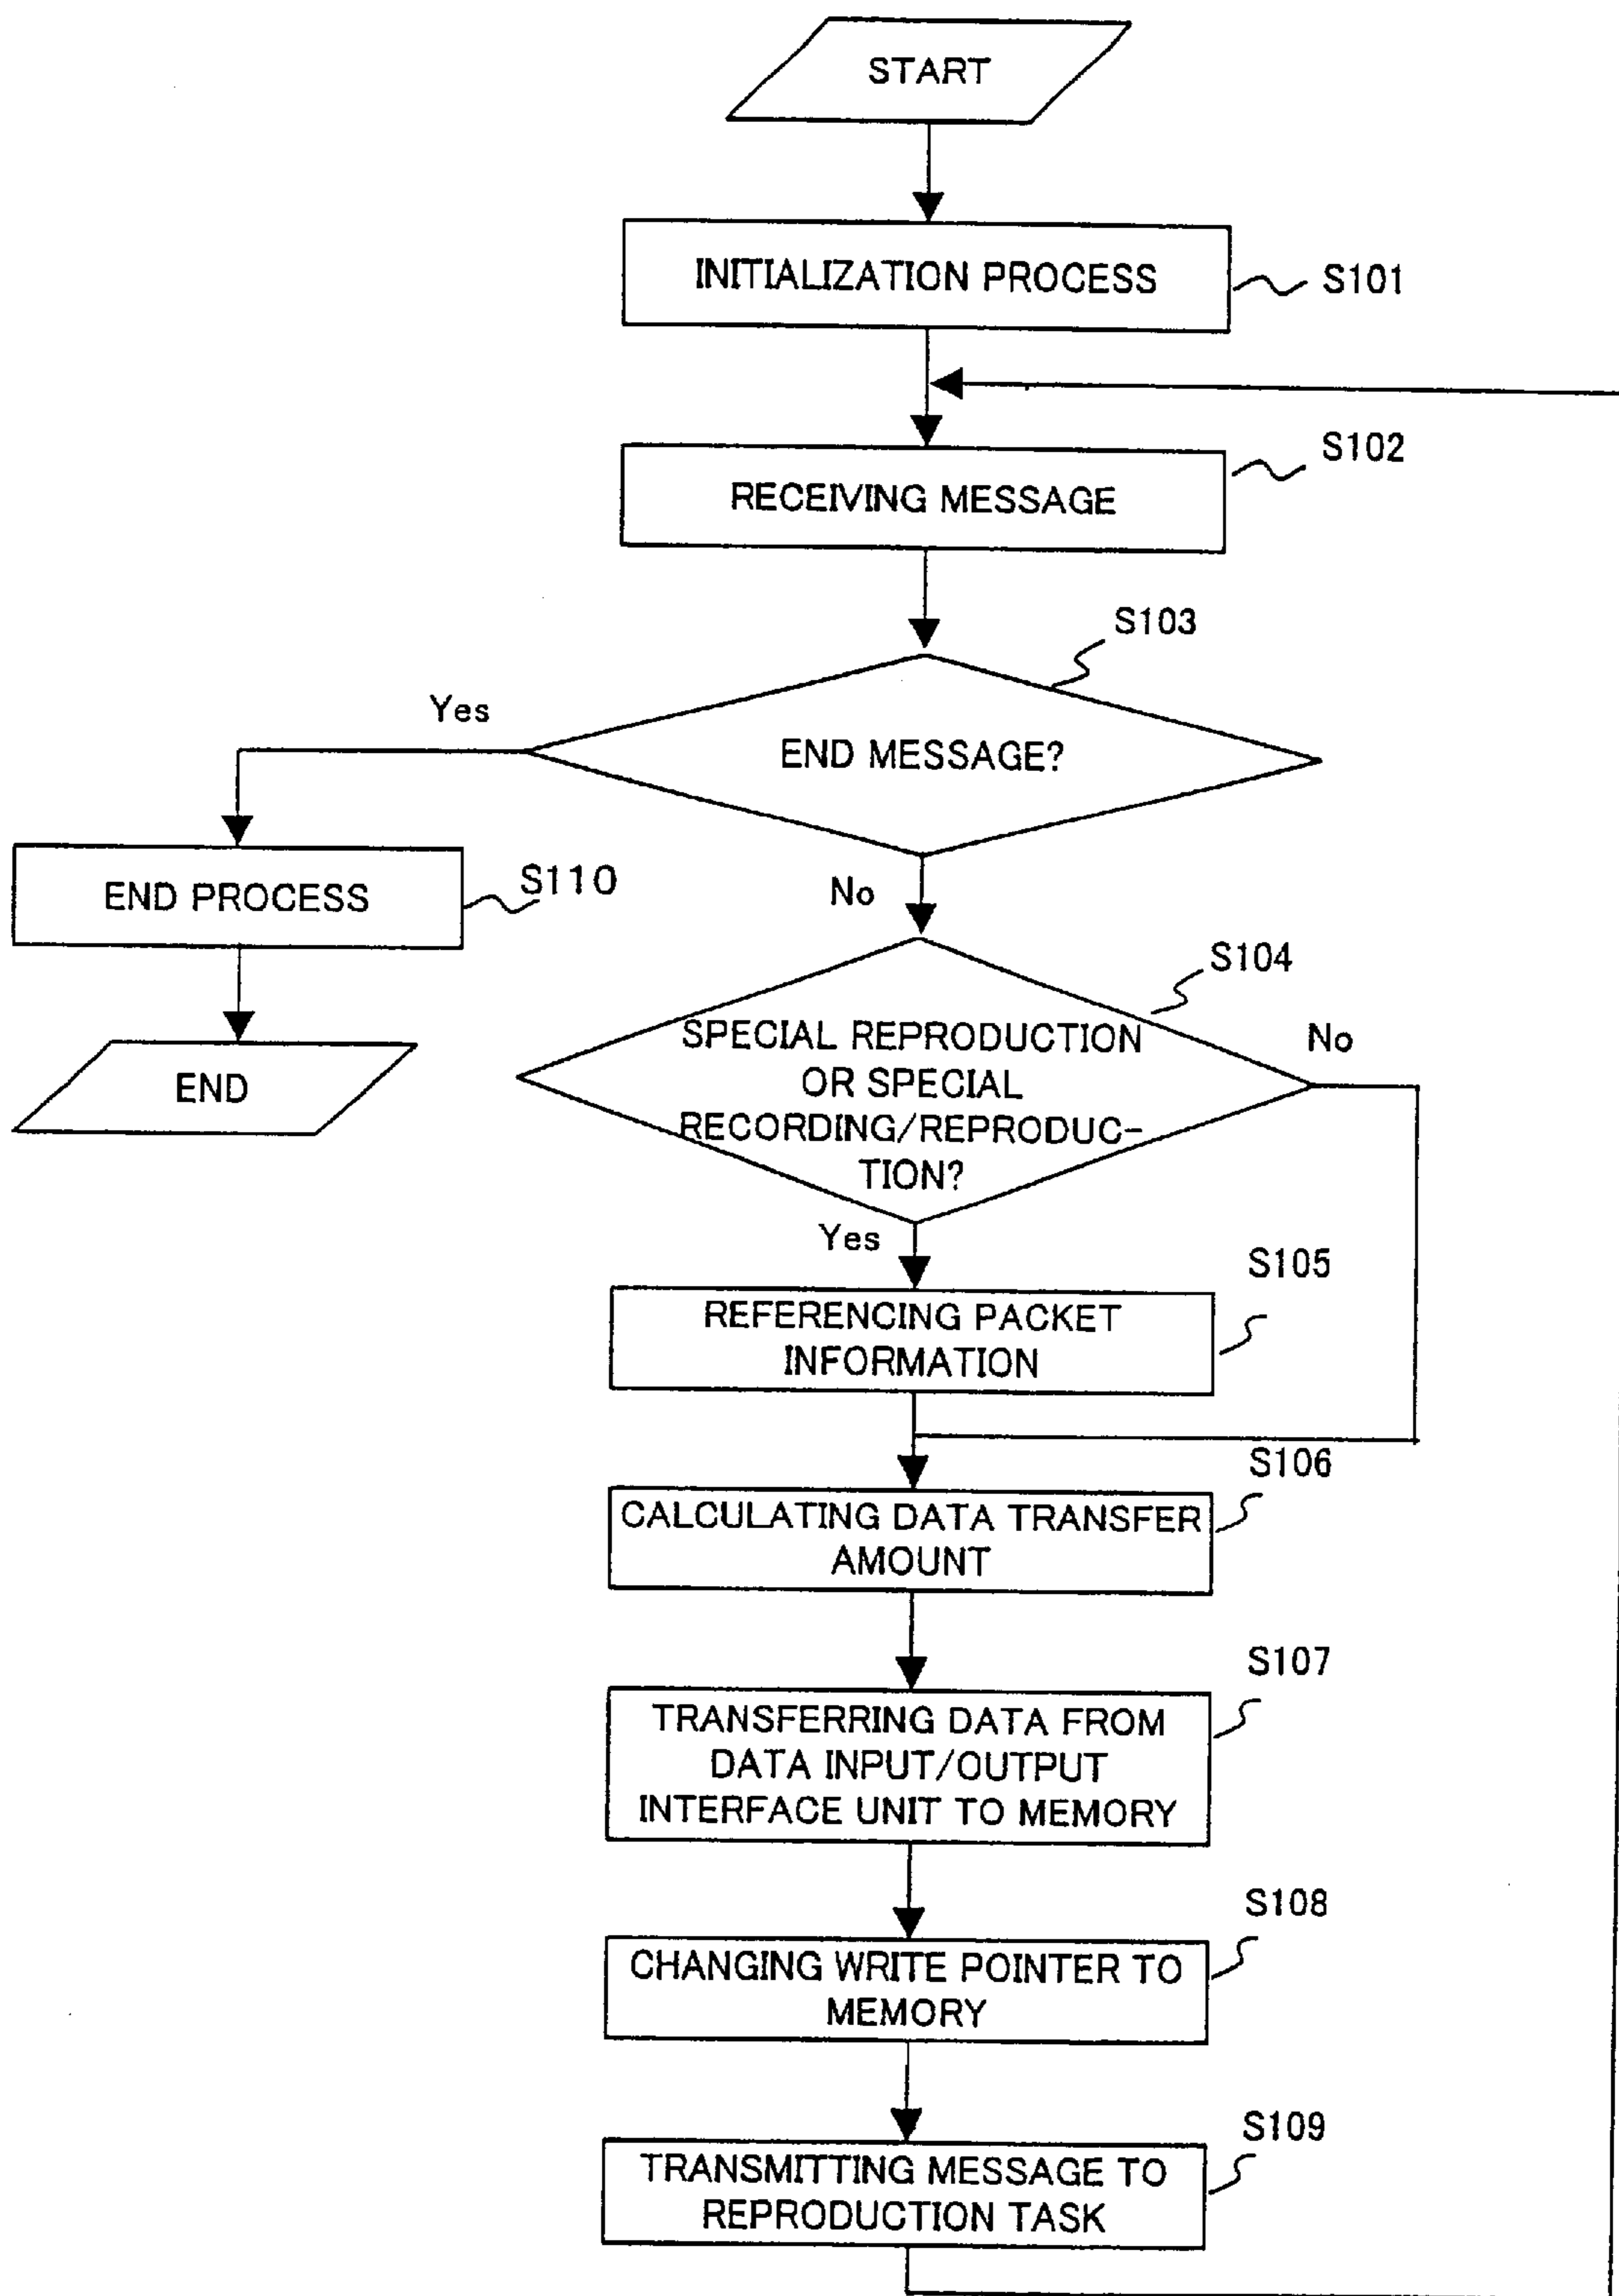 START
INITIALIZATION PROCESS
S101
S102
RECEIVING MESSAGE
S103
Yes
END MESSAGE?
END PROCESS
S110
No
S104
SPECIAL REPRODUCTION
OR SPECIAL
RECORDING/REPRODUC-
TION?
No
END
Yes
S105
REFERENCING PACKET
INFORMATION
S106
CALCULATING DATA TRANSFER
AMOUNT
S107
TRANSFERRING DATA FROM
DATA INPUT/OUTPUT
INTERFACE UNIT TO MEMORY
S108
CHANGING WRITE POINTER TO
MEMORY
S109
TRANSMITTING MESSAGE TO
REPRODUCTION TASK